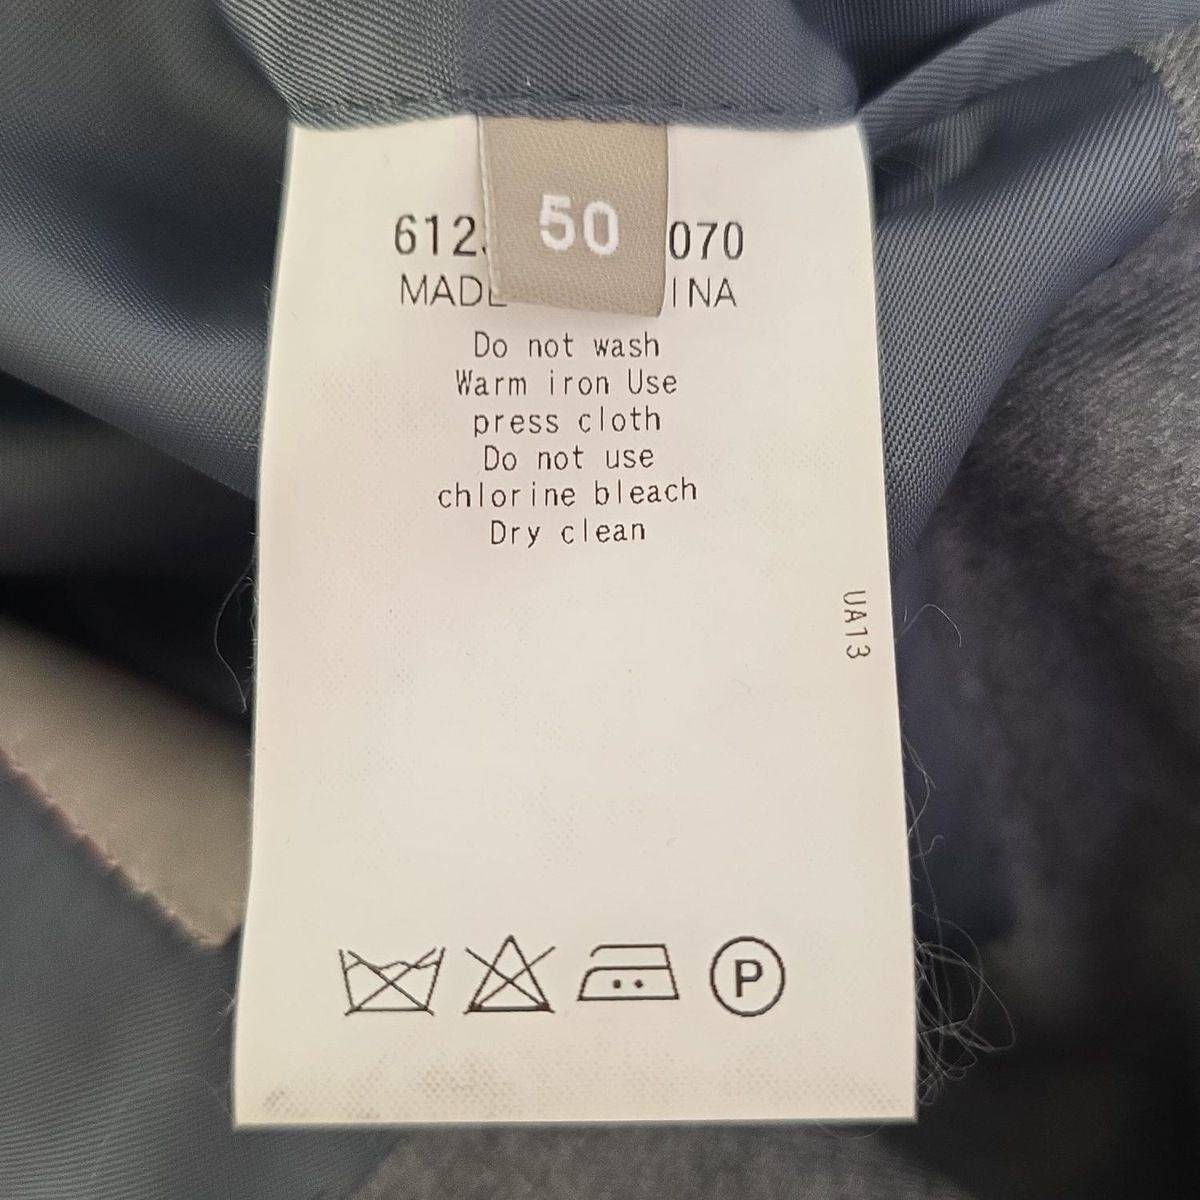 50
612 070
MADE INA
Do not wash
Warm iron Use
press cloth
Do not use
chlorine bleach
Dry clean
UA13
P